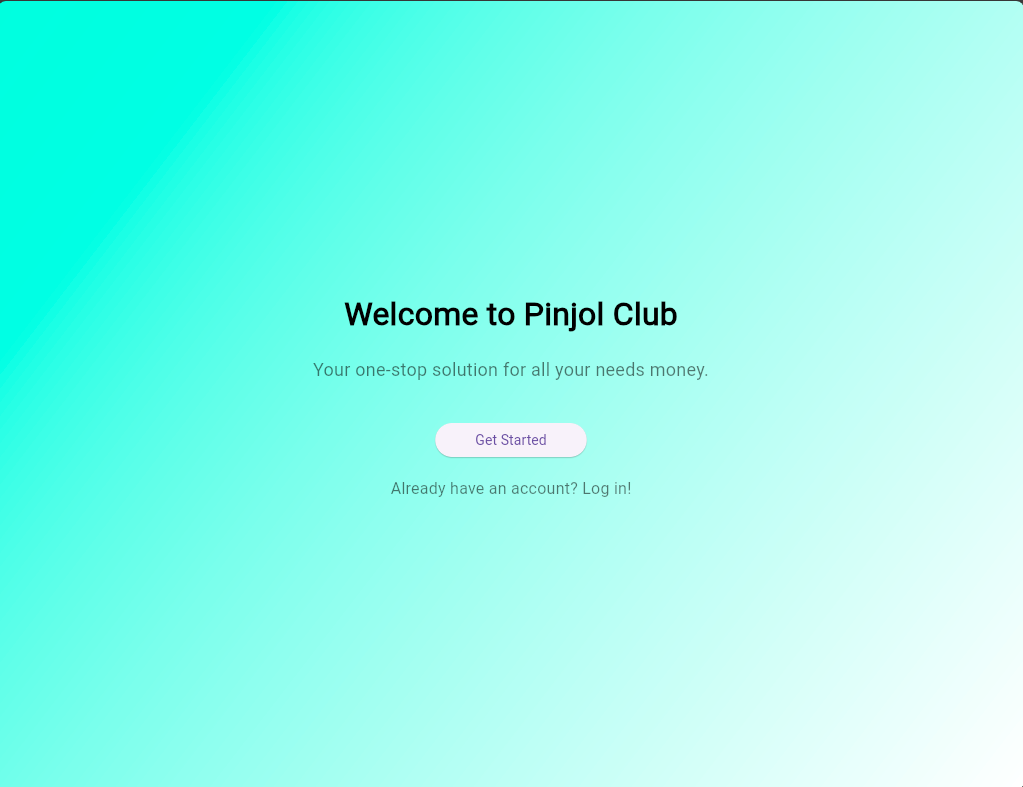 Welcome to Pinjol Club
Your one-stop solution for all your needs money.
Get Started
Already have an account? Log in!